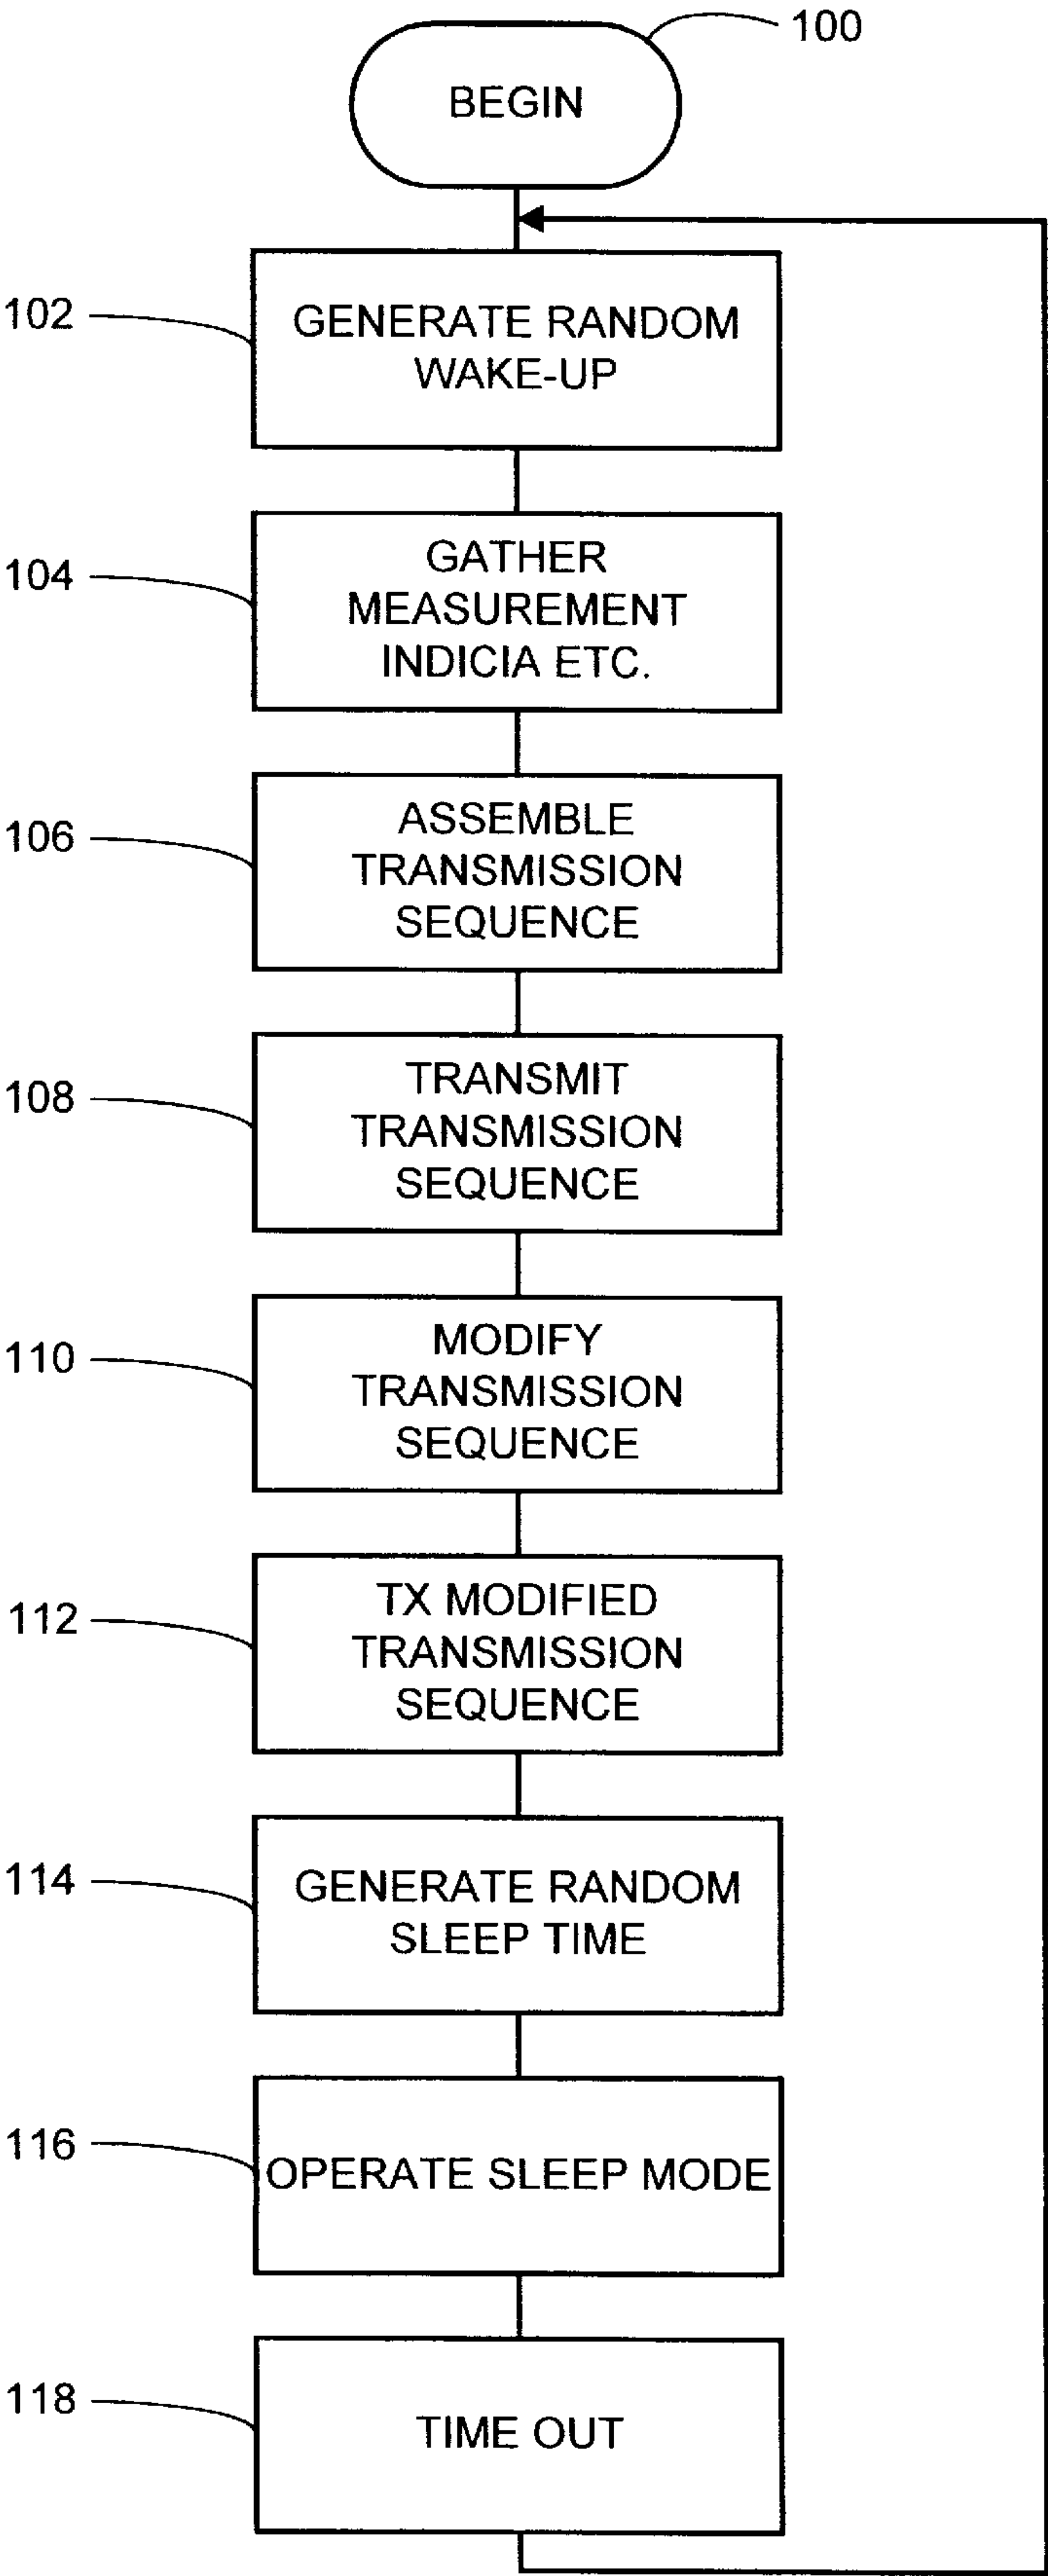 100
BEGIN
102
GENERATE RANDOM
WAKE-UP
104
GATHER
MEASUREMENT
INDICIA ETC.
106
ASSEMBLE
TRANSMISSION
SEQUENCE
108
TRANSMIT
TRANSMISSION
SEQUENCE
110
MODIFY
TRANSMISSION
SEQUENCE
112
TX MODIFIED
TRANSMISSION
SEQUENCE
114
GENERATE RANDOM
SLEEP TIME
116
OPERATE SLEEP MODE
118
TIME OUT